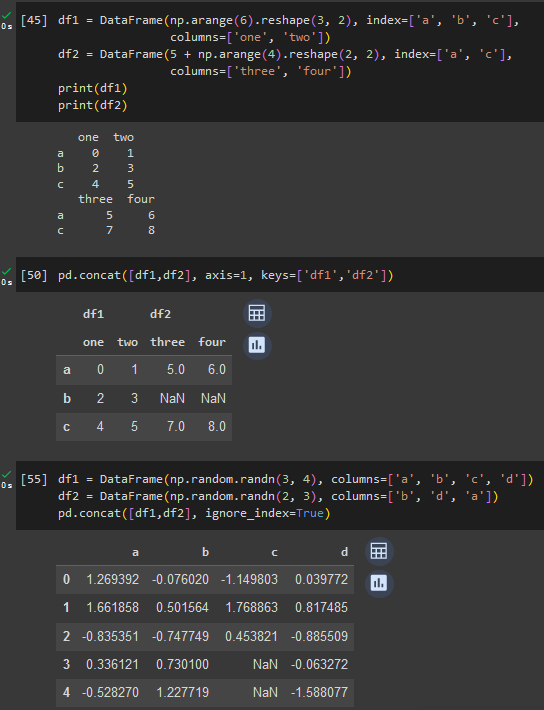 [45] df1 = DataFrame(np.arange(6).reshape(3, 2), index=['a', 'b', 'c'],
columns=['one', 'two'])
df2 = DataFrame(5 + np.arange(4).reshape(2, 2), index=['a', 'c'],
columns=['three', 'four'])
print(df1)
print(df2)
0s
one two
a 0 1
b 2 3
c 4 5
three four
a 5 6
c 7 8
[50] pd.concat([df1,df2], axis=1, keys=['df1','df2'])
0s
df1 df2
one two three four
a 0 1 5.0 6.0
b 2 3 NaN NaN
c 4 5 7.0 8.0
[55] df1 = DataFrame(np.random.randn(3, 4), columns=['a', 'b', 'c', 'd'])
0s
df2 = DataFrame(np.random.randn(2, 3), columns=['b', 'd', 'a'])
pd.concat([df1,df2], ignore_index=True)
a b c d
0 1.269392 -0.076020 -1.149803 0.039772
1 1.661858 0.501564 1.768863 0.817485
2 -0.835351 -0.747749 0.453821 -0.885509
3 0.336121 0.730100 NaN -0.063272
4 -0.528270 1.227719 NaN -1.588077